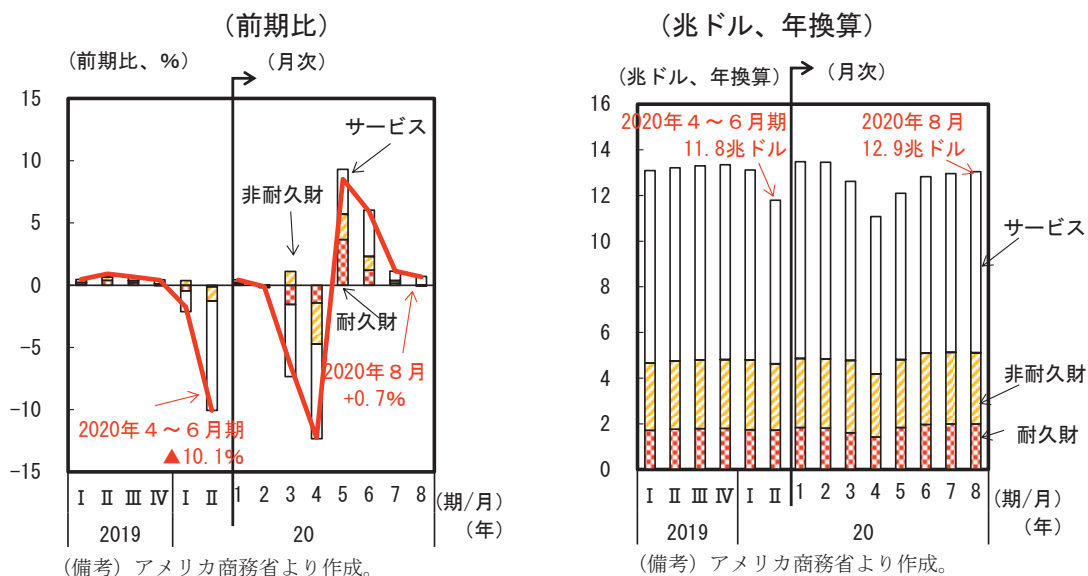 （前期比）
（前期比、％）
（月次）
15
10
5
0
−5
−10
−15
サービス
非耐久財
耐久財
2020年８月
+0.7%
2020年４～６月期
▲10.1%
Ⅰ Ⅱ Ⅲ Ⅳ Ⅰ Ⅱ 1 2 3 4 5 6 7 8 (期/月)
2019 20 (年)
（備考）アメリカ商務省より作成。
（兆ドル、年換算）
（兆ドル、年換算）
（月次）
16
14
12
10
8
6
4
2
0
2020年４～６月期
11.8兆ドル
2020年８月
12.9兆ドル
サービス
非耐久財
耐久財
Ⅰ Ⅱ Ⅲ Ⅳ Ⅰ Ⅱ 1 2 3 4 5 6 7 8 (期/月)
2019 20 (年)
（備考）アメリカ商務省より作成。